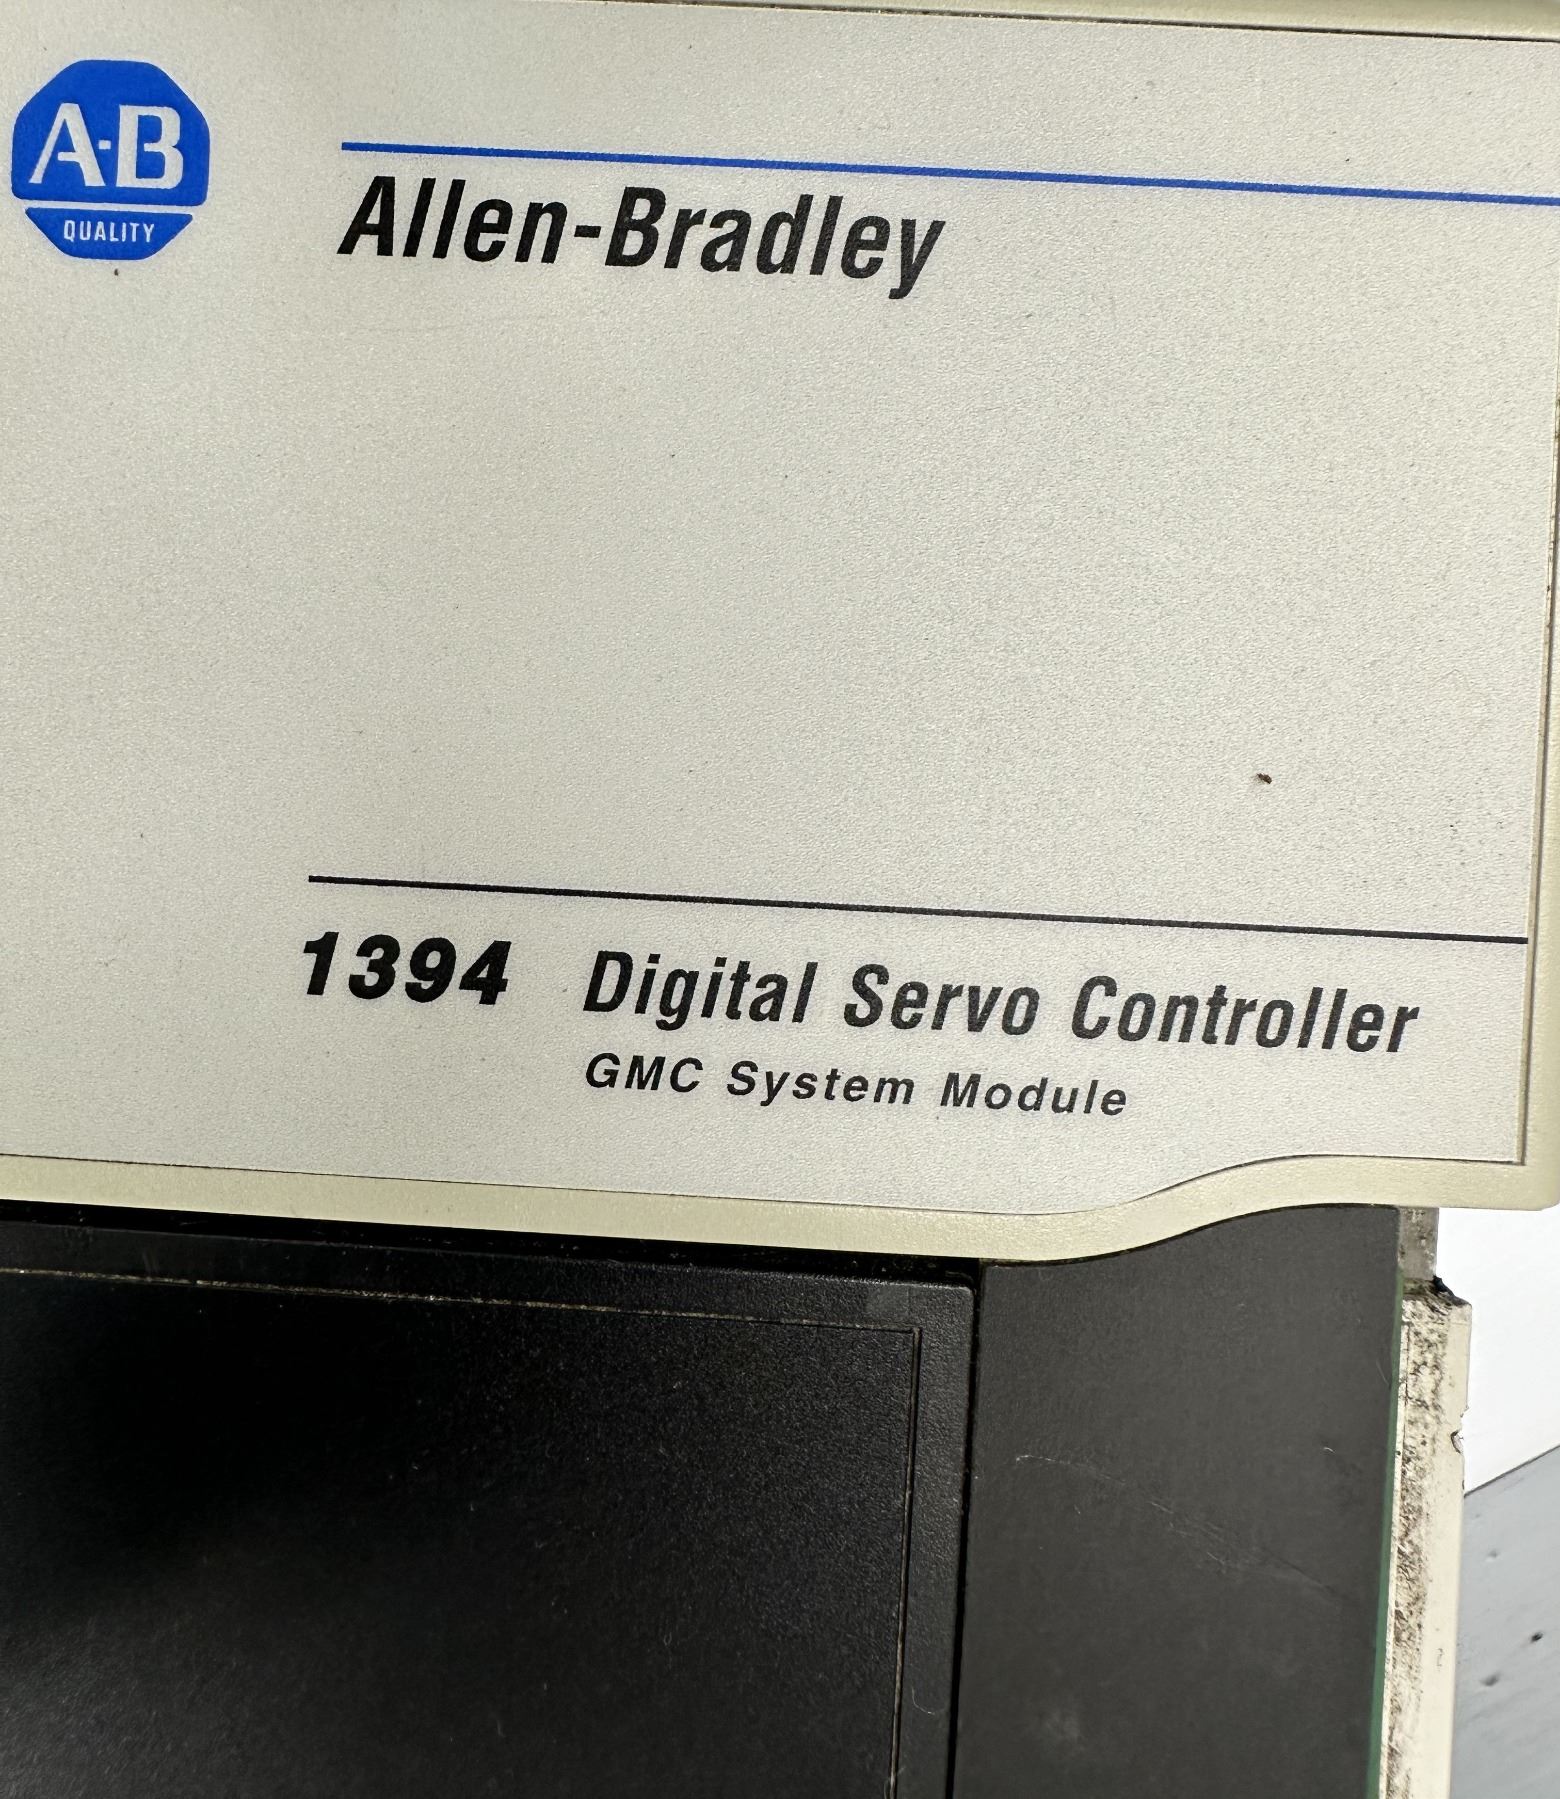 A-B
QUALITY
Allen-Bradley
1394 Digital Servo Controller
GMC System Module